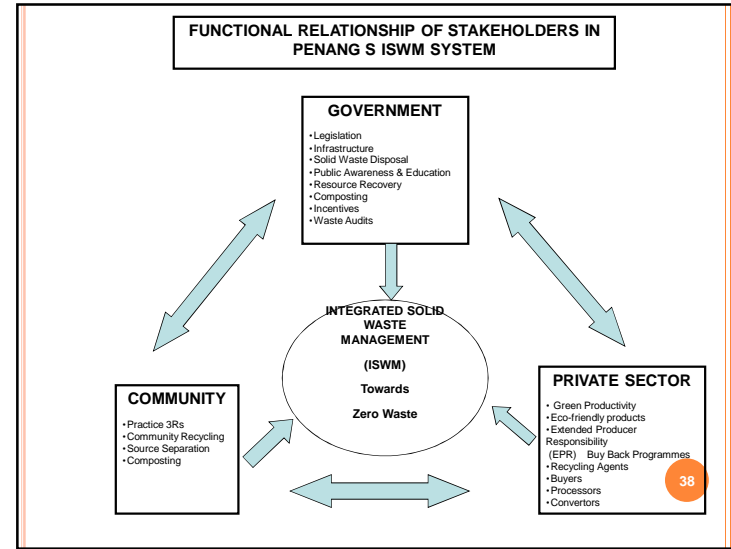 FUNCTIONAL RELATIONSHIP OF STAKEHOLDERS IN
PENANG S ISWM SYSTEM
GOVERNMENT
•Legislation
•Infrastructure
•Solid Waste Disposal
•Public Awareness & Education
•Resource Recovery
•Composting
•Incentives
•Waste Audits
INTEGRATED SOLID
WASTE
MANAGEMENT
(ISWM)
Towards
Zero Waste
COMMUNITY
•Practice 3Rs
•Community Recycling
•Source Separation
•Composting
PRIVATE SECTOR
• Green Productivity
•Eco-friendly products
•Extended Producer
Responsibility
(EPR) Buy Back Programmes
•Recycling Agents
•Buyers
•Processors
•Convertors
38